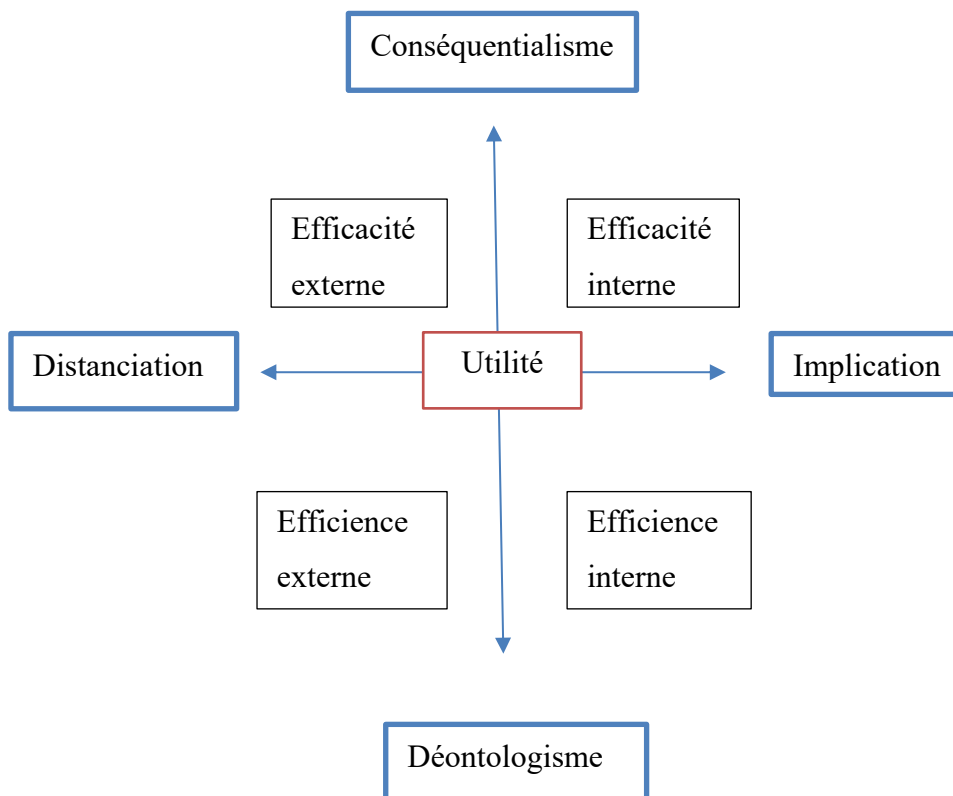 Conséquentialisme
Efficacité
externe
Efficacité
interne
Distanciation
Utilité
Implication
Efficience
externe
Efficience
interne
Déontologisme